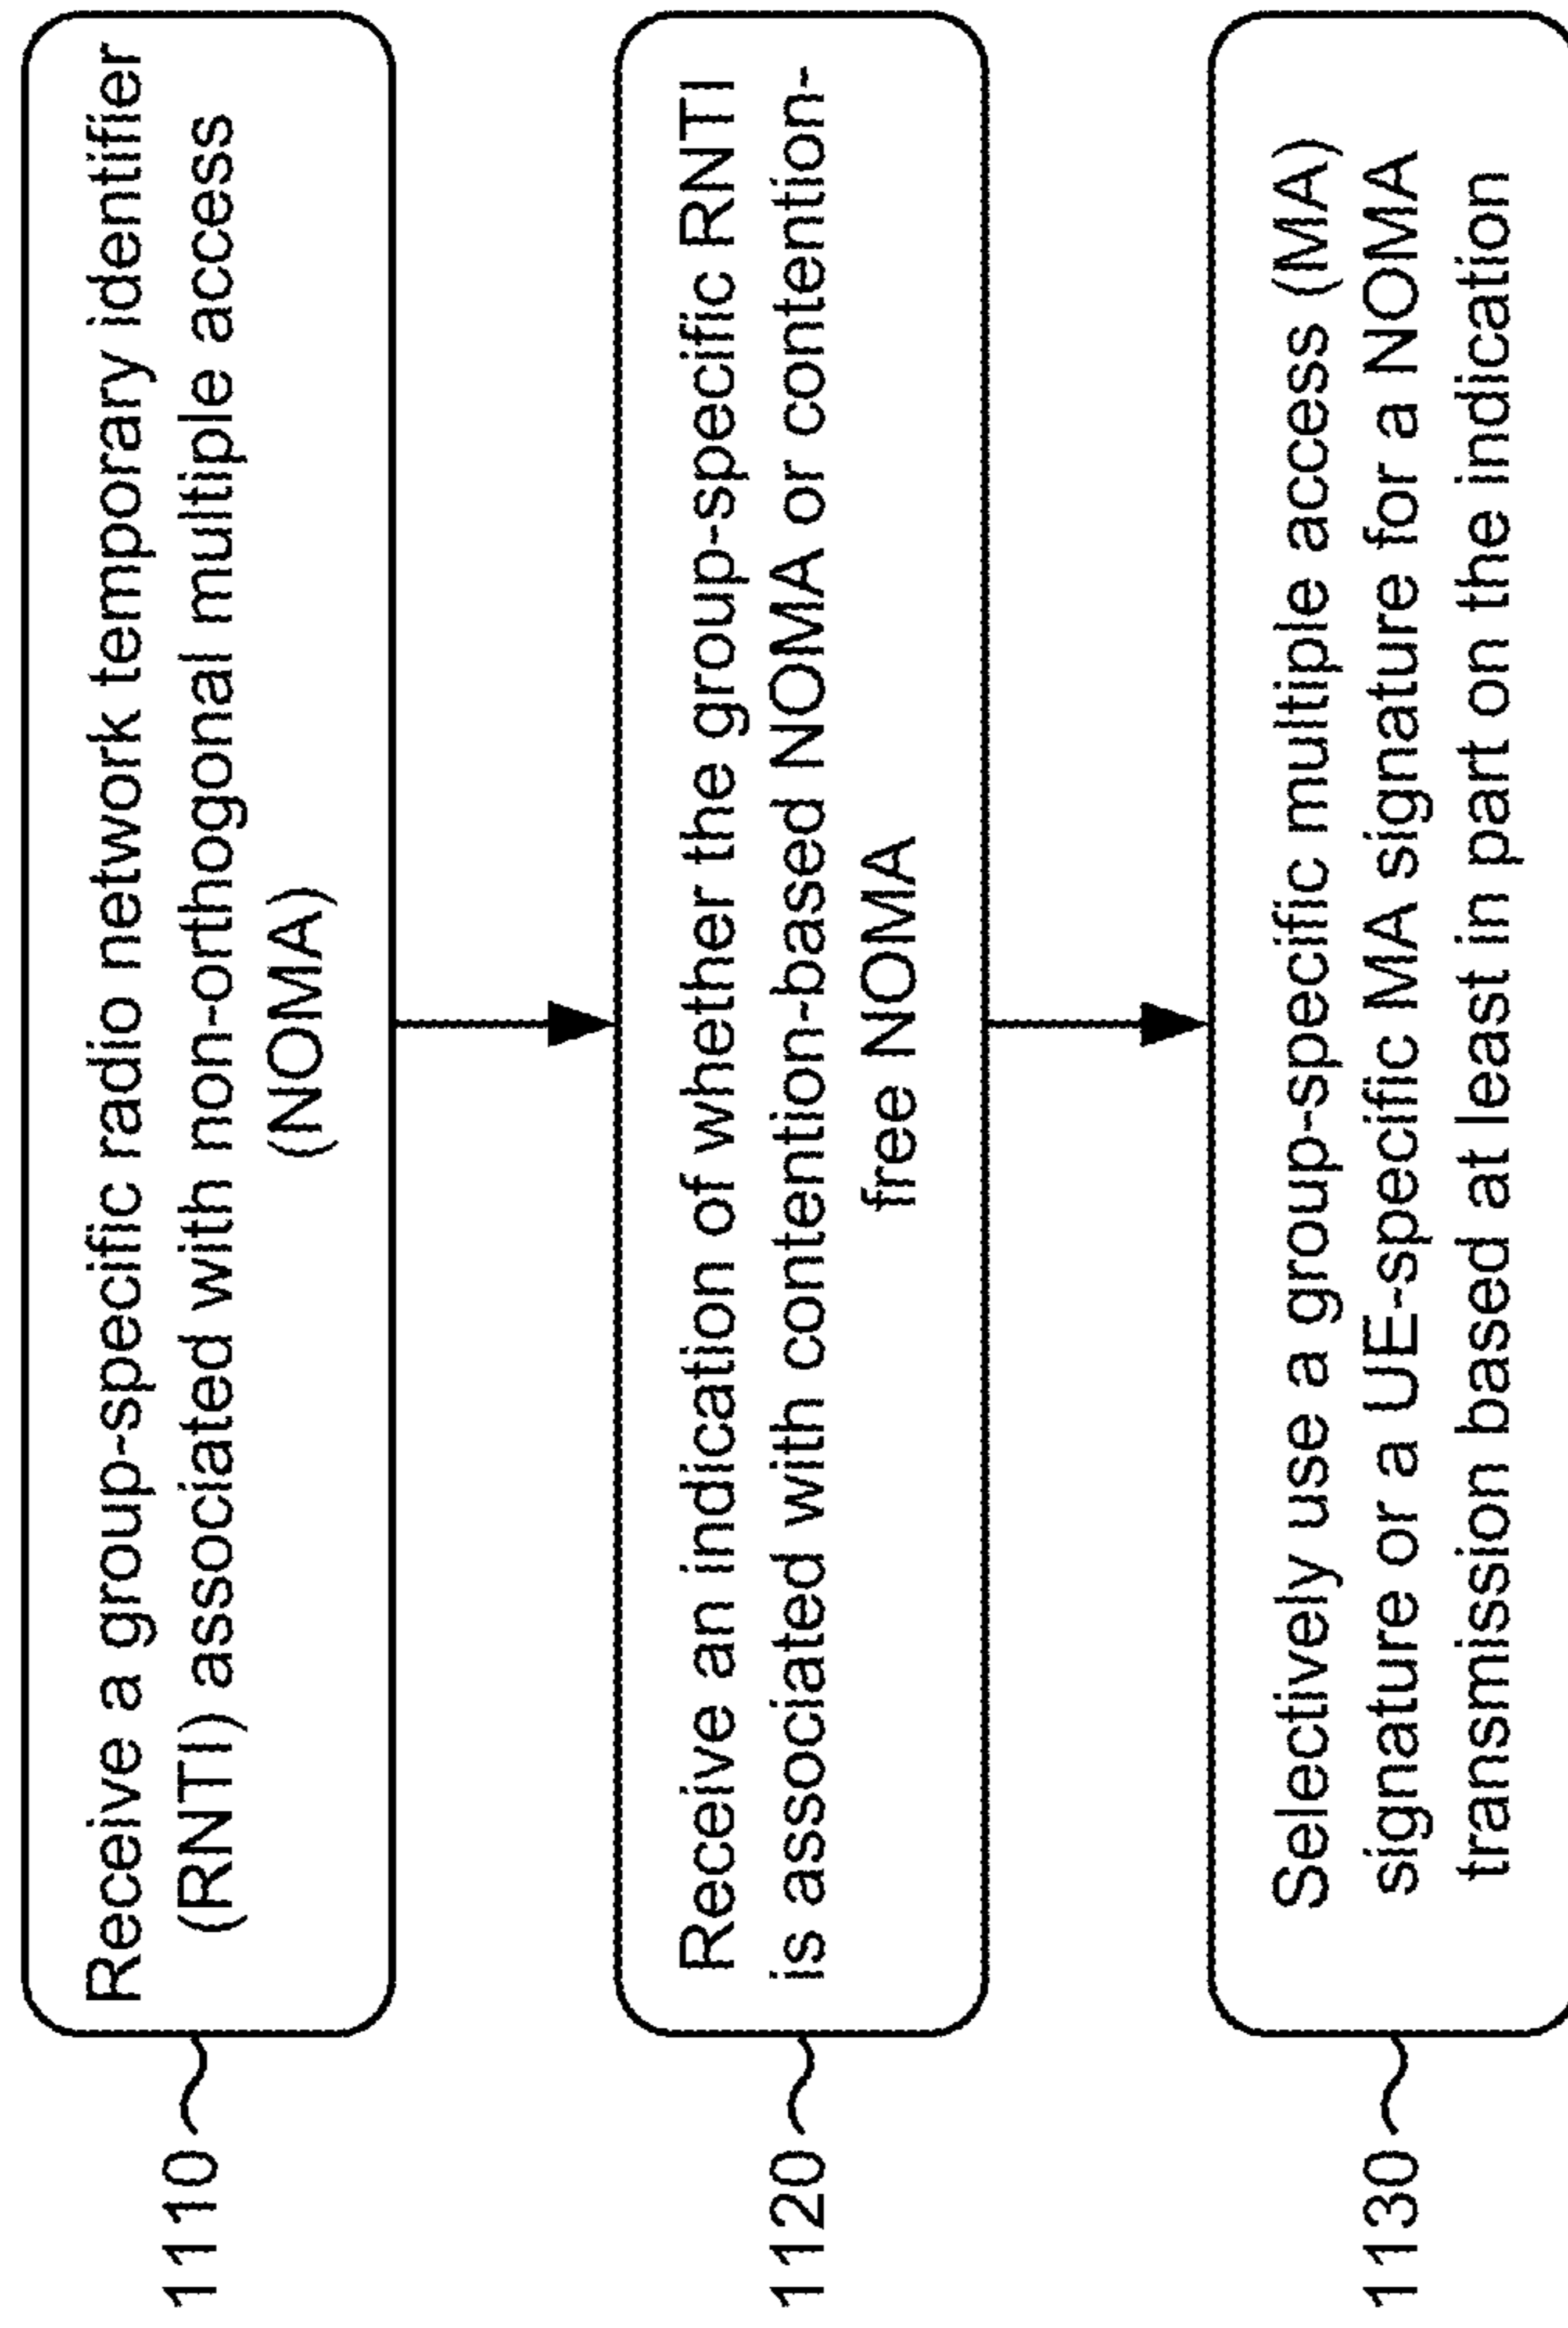 1110
Receive a group-specific radio network temporary identifier
(RNTI) associated with non-orthogonal multiple access
(NOMA)
1120
Receive an indication of whether the group-specific RNTI
is associated with contention-based NOMA or contention-
free NOMA
1130
Selectively use a group-specific multiple access (MA)
signature or a UE-specific MA signature for a NOMA
transmission based at least in part on the indication